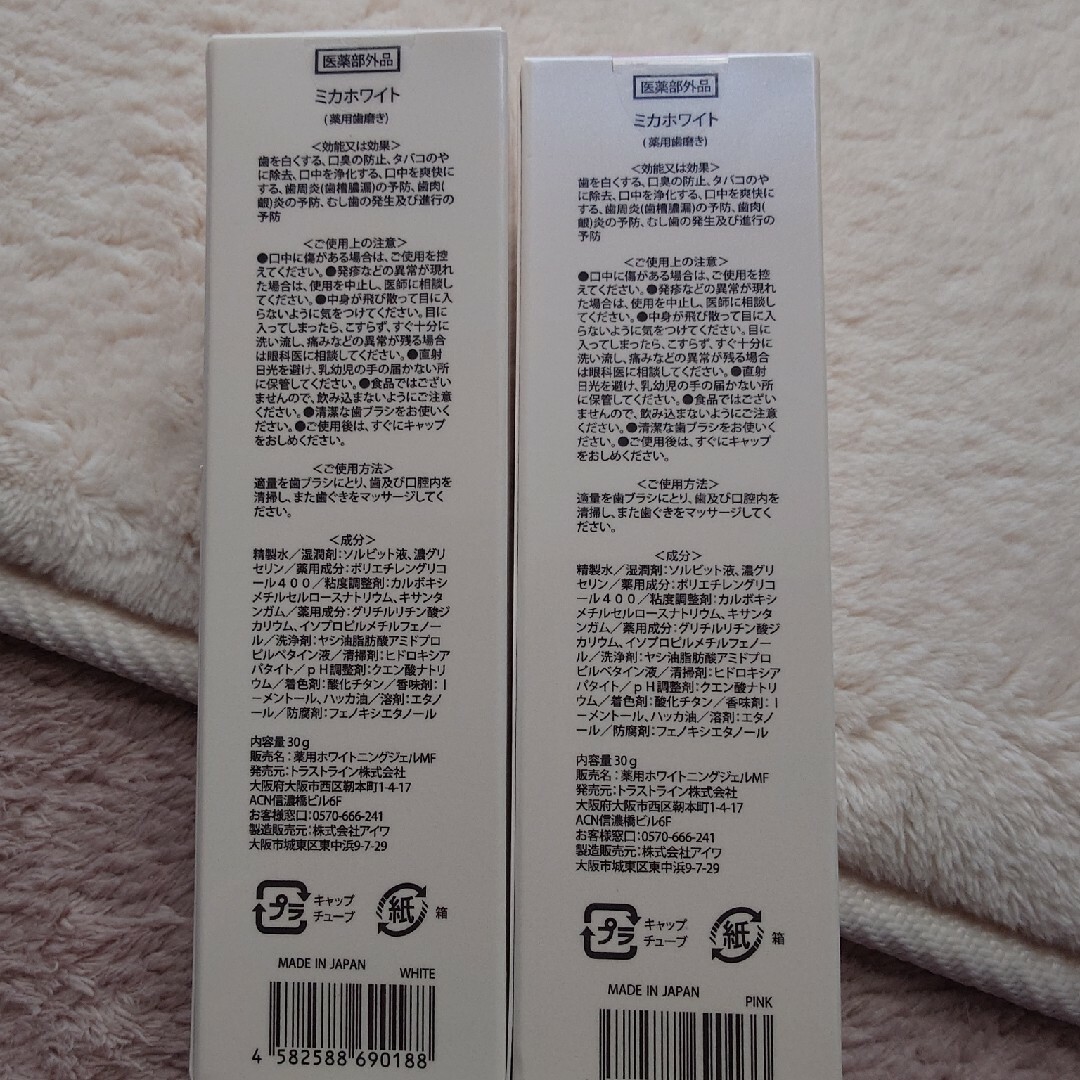 医薬部外品
ミカホワイト
(薬用歯磨き)
＜効能又は効果＞
歯を白くする、口臭の防止、タバコのや
に除去、口中を浄化する、口中を爽快に
する、歯周炎(歯槽膿漏)の予防、歯肉(
齦)炎の予防、むし歯の発生及び進行の
予防
＜ご使用上の注意＞
●口中に傷がある場合は、ご使用を控
えてください。●発疹などの異常が現れ
た場合は、使用を中止し、医師に相談し
てください。●中身が飛び散って目に入
らないように気をつけてください。目に
入ってしまったら、こすらず、すぐ十分に
洗い流し、痛みなどの異常が残る場合
は眼科医に相談してください。●直射
日光を避け、乳幼児の手の届かない所
に保管してください。●食品ではござい
ませんので、飲み込まないようにご注意
ください。●清潔な歯ブラシをお使いく
ださい。●ご使用後は、すぐにキャップ
をおしめください。
＜ご使用方法＞
適量を歯ブラシにとり、歯及び口腔内を
清掃し、また歯ぐきをマッサージしてく
ださい。
＜成分＞
精製水／湿潤剤：ソルビット液、濃グリ
セリン／薬用成分：ポリエチレングリコ
ール４００／粘度調整剤：カルボキシ
メチルセルロースナトリウム、キサンタ
ンガム／薬用成分：グリチルリチン酸ジ
カリウム、イソプロピルメチルフェノー
ル／洗浄剤：ヤシ油脂肪酸アミドプロ
ピルベタイン液／清掃剤：ヒドロキシア
パタイト／ｐＨ調整剤：クエン酸ナトリ
ウム／着色剤：酸化チタン／香味剤：ｌ
ーメントール、ハッカ油／溶剤：エタノ
ール／防腐剤：フェノキシエタノール
内容量 30ｇ
販売名：薬用ホワイトニングジェルMF
発売元：トラストライン株式会社
大阪府大阪市西区靭本町1-4-17
ACN信濃橋ビル6F
お客様窓口：0570-666-241
製造販売元：株式会社アイワ
大阪市城東区東中浜9-7-29
プラ
キャップ
チューブ
紙
箱
MADE IN JAPAN
WHITE
4 582588 690188
医薬部外品
ミカホワイト
(薬用歯磨き)
＜効能又は効果＞
歯を白くする、口臭の防止、タバコのや
に除去、口中を浄化する、口中を爽快に
する、歯周炎(歯槽膿漏)の予防、歯肉(
齦)炎の予防、むし歯の発生及び進行の
予防
＜ご使用上の注意＞
●口中に傷がある場合は、ご使用を控
えてください。●発疹などの異常が現れ
た場合は、使用を中止し、医師に相談し
てください。●中身が飛び散って目に入
らないように気をつけてください。目に
入ってしまったら、こすらず、すぐ十分に
洗い流し、痛みなどの異常が残る場合
は眼科医に相談してください。●直射
日光を避け、乳幼児の手の届かない所
に保管してください。●食品ではござい
ませんので、飲み込まないようにご注意
ください。●清潔な歯ブラシをお使いく
ださい。●ご使用後は、すぐにキャップ
をおしめください。
＜ご使用方法＞
適量を歯ブラシにとり、歯及び口腔内を
清掃し、また歯ぐきをマッサージしてく
ださい。
＜成分＞
精製水／湿潤剤：ソルビット液、濃グリ
セリン／薬用成分：ポリエチレングリコ
ール４００／粘度調整剤：カルボキシ
メチルセルロースナトリウム、キサンタ
ンガム／薬用成分：グリチルリチン酸ジ
カリウム、イソプロピルメチルフェノー
ル／洗浄剤：ヤシ油脂肪酸アミドプロ
ピルベタイン液／清掃剤：ヒドロキシア
パタイト／ｐＨ調整剤：クエン酸ナトリ
ウム／着色剤：酸化チタン／香味剤：ｌ
ーメントール、ハッカ油／溶剤：エタノ
ール／防腐剤：フェノキシエタノール
内容量 30ｇ
販売名：薬用ホワイトニングジェルMF
発売元：トラストライン株式会社
大阪府大阪市西区靭本町1-4-17
ACN信濃橋ビル6F
お客様窓口：0570-666-241
製造販売元：株式会社アイワ
大阪市城東区東中浜9-7-29
プラ
キャップ
チューブ
紙
箱
MADE IN JAPAN
PINK